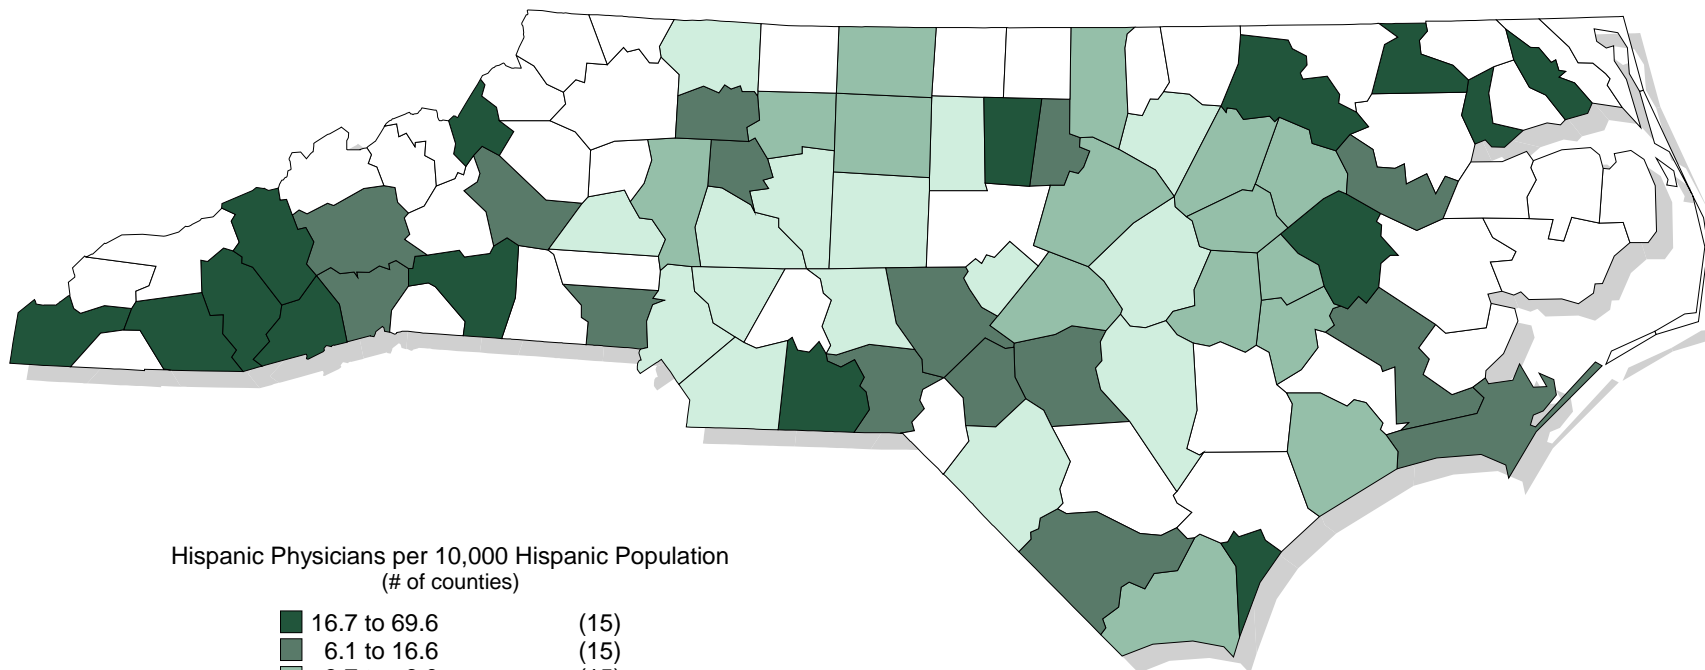 Hispanic Physicians per 10,000 Hispanic Population
(# of counties)
16.7 to 69.6 (15)
6.1 to 16.6 (15)